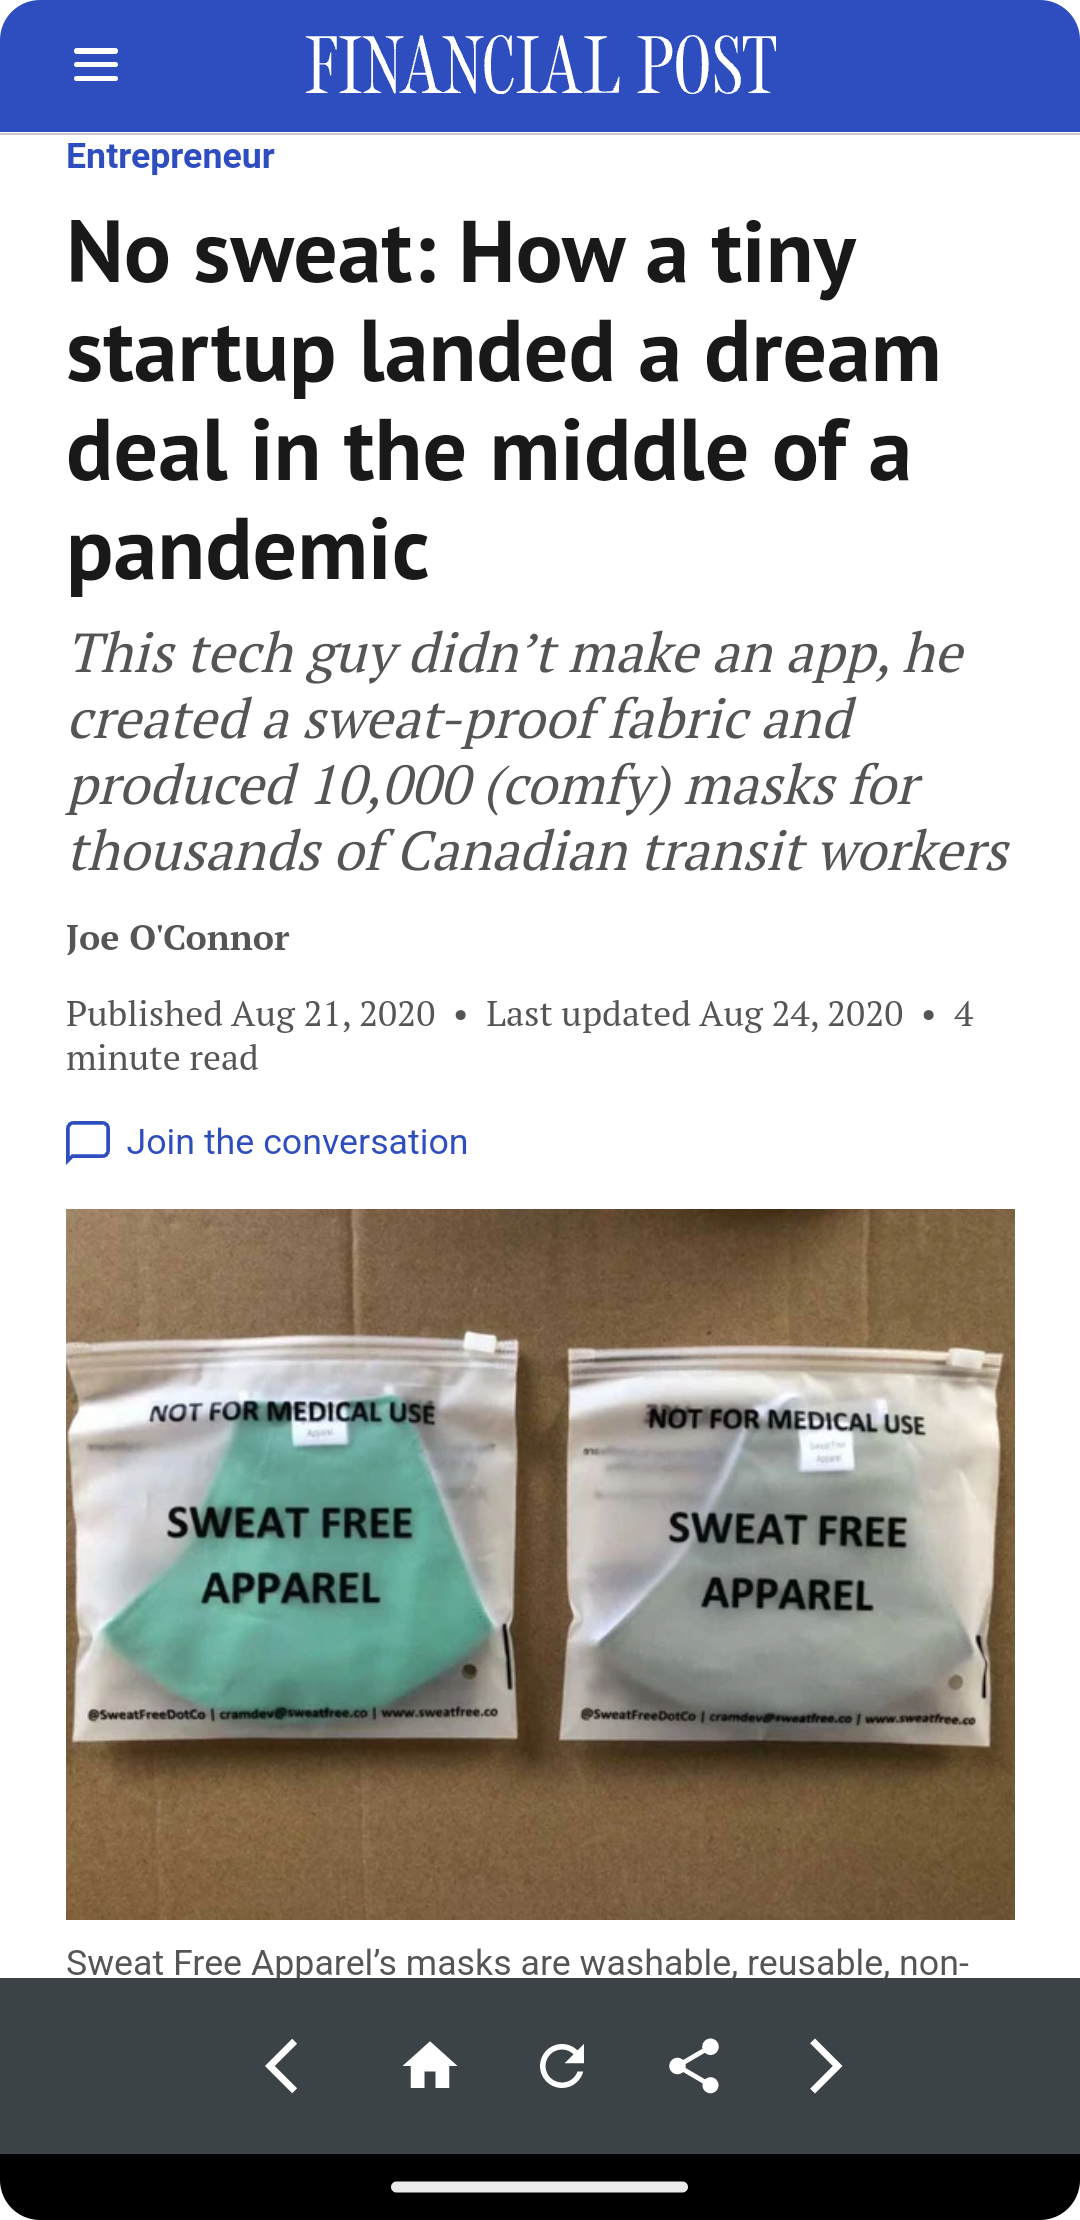 FINANCIAL POST
Entrepreneur
No sweat: How a tiny
startup landed a dream
deal in the middle of a
pandemic
This tech guy didn’t make an app, he
created a sweat-proof fabric and
produced 10,000 (comfy) masks for
thousands of Canadian transit workers
Joe O'Connor
Published Aug 21, 2020 • Last updated Aug 24, 2020 • 4
minute read
Join the conversation
NOT FOR MEDICAL USE
Apparel
SWEAT FREE
APPAREL
@SweatFreeDotCo | cramdev@sweatfree.co | www.sweatfree.co
NOT FOR MEDICAL USE
Sweat Free
Apparel
SWEAT FREE
APPAREL
@SweatFreeDotCo | cramdev@sweatfree.co | www.sweatfree.co
Sweat Free Apparel’s masks are washable, reusable, non-